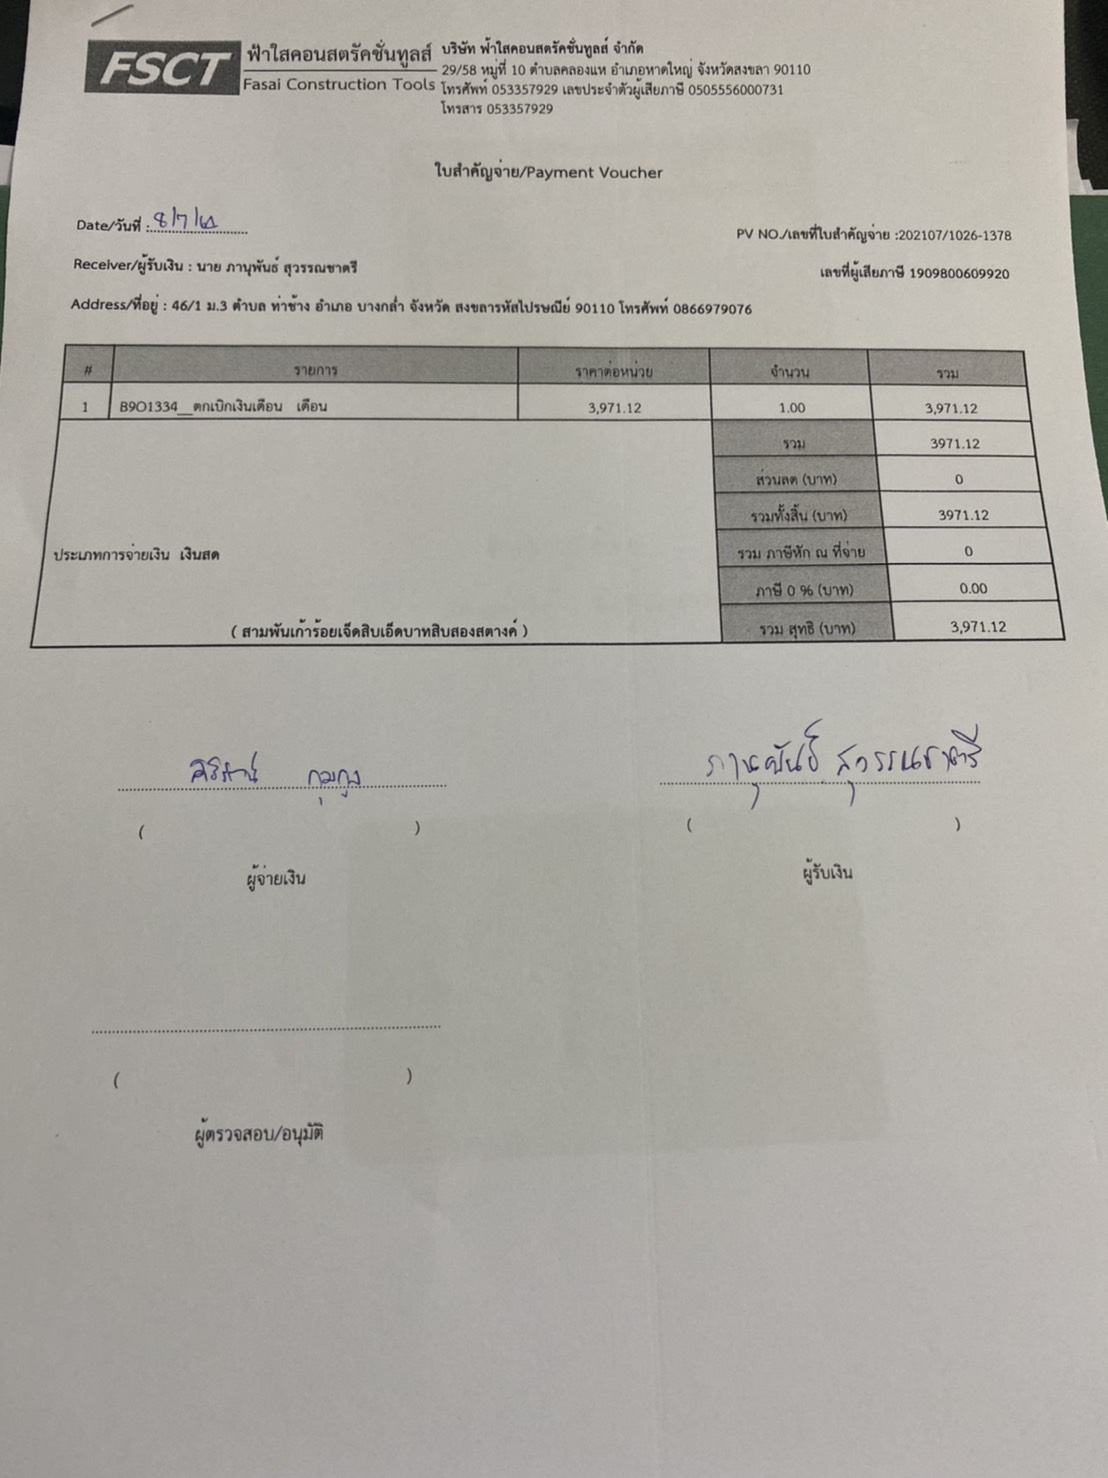 FSCT ฟ้าใสคอนสตรัคชั่นทูลส์
Fasai Construction Tools
บริษัท ฟ้าใสคอนสตรัคชั่นทูลส์ จำกัด
29/58 หมู่ที่ 10 ตำบลคลองแห อำเภอหาดใหญ่ จังหวัดสงขลา 90110
โทรศัพท์ 053357929 เลขประจำตัวผู้เสียภาษี 0505556000731
โทรสาร 053357929
ใบสำคัญจ่าย/Payment Voucher
Date/วันที่ : 8/7/64
PV NO./เลขที่ใบสำคัญจ่าย :202107/1026-1378
Receiver/ผู้รับเงิน : นาย ภานุพันธ์ สุวรรณชาตรี
เลขที่ผู้เสียภาษี 1909800609920
Address/ที่อยู่ : 46/1 ม.3 ตำบล ท่าช้าง อำเภอ บางกล่ำ จังหวัด สงขลารหัสไปรษณีย์ 90110 โทรศัพท์ 0866979076
# รายการ ราคาต่อหน่วย จำนวน รวม
1 B9O1334__ตกเบิกเงินเดือน เดือน 3,971.12 1.00 3,971.12
รวม 3971.12
ส่วนลด (บาท) 0
รวมทั้งสิ้น (บาท) 3971.12
ประเภทการจ่ายเงิน เงินสด
รวม ภาษีหัก ณ ที่จ่าย 0
ภาษี 0 % (บาท) 0.00
( สามพันเก้าร้อยเจ็ดสิบเอ็ดบาทสิบสองสตางค์ ) รวม สุทธิ (บาท) 3,971.12
ภานุพันธ์ สุวรรณชาตรี
( ) ( )
ผู้จ่ายเงิน ผู้รับเงิน
( )
ผู้ตรวจสอบ/อนุมัติ